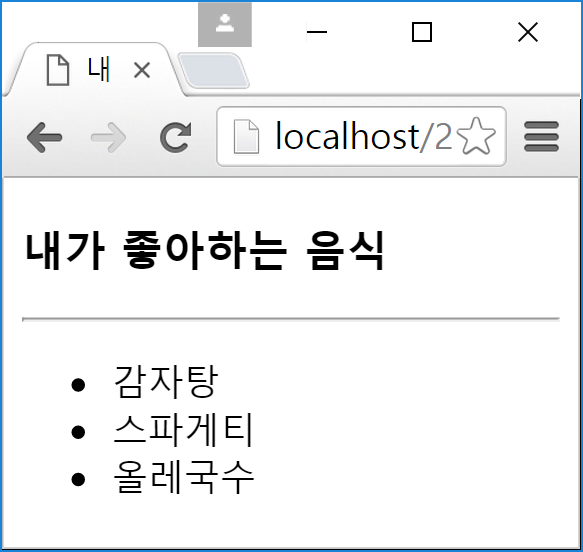 내
localhost/2
내가 좋아하는 음식
감자탕
스파게티
올레국수